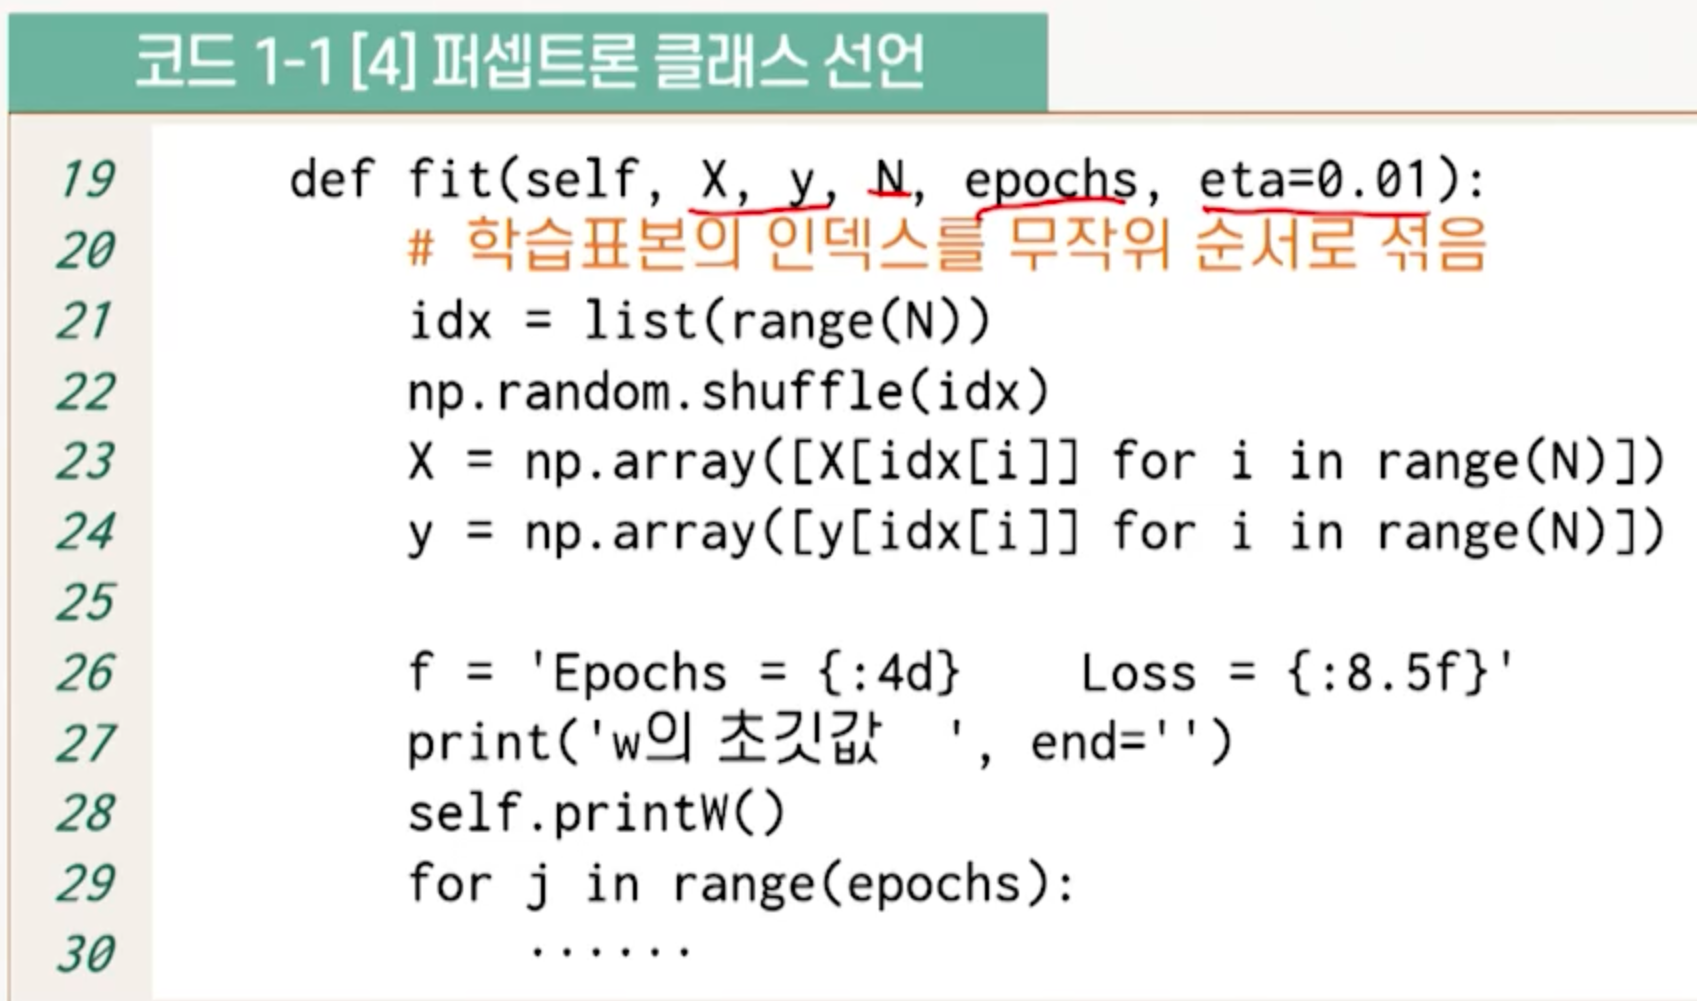 코드 1-1 [4] 퍼셉트론 클래스 선언
19 def fit(self, X, y, N, epochs, eta=0.01):
20 # 학습표본의 인덱스를 무작위 순서로 섞음
21 idx = list(range(N))
22 np.random.shuffle(idx)
23 X = np.array([X[idx[i]] for i in range(N)])
24 y = np.array([y[idx[i]] for i in range(N)])
25
26 f = 'Epochs = {:4d}    Loss = {:8.5f}'
27 print('w의 초깃값  ', end='')
28 self.printW()
29 for j in range(epochs):
30 ······